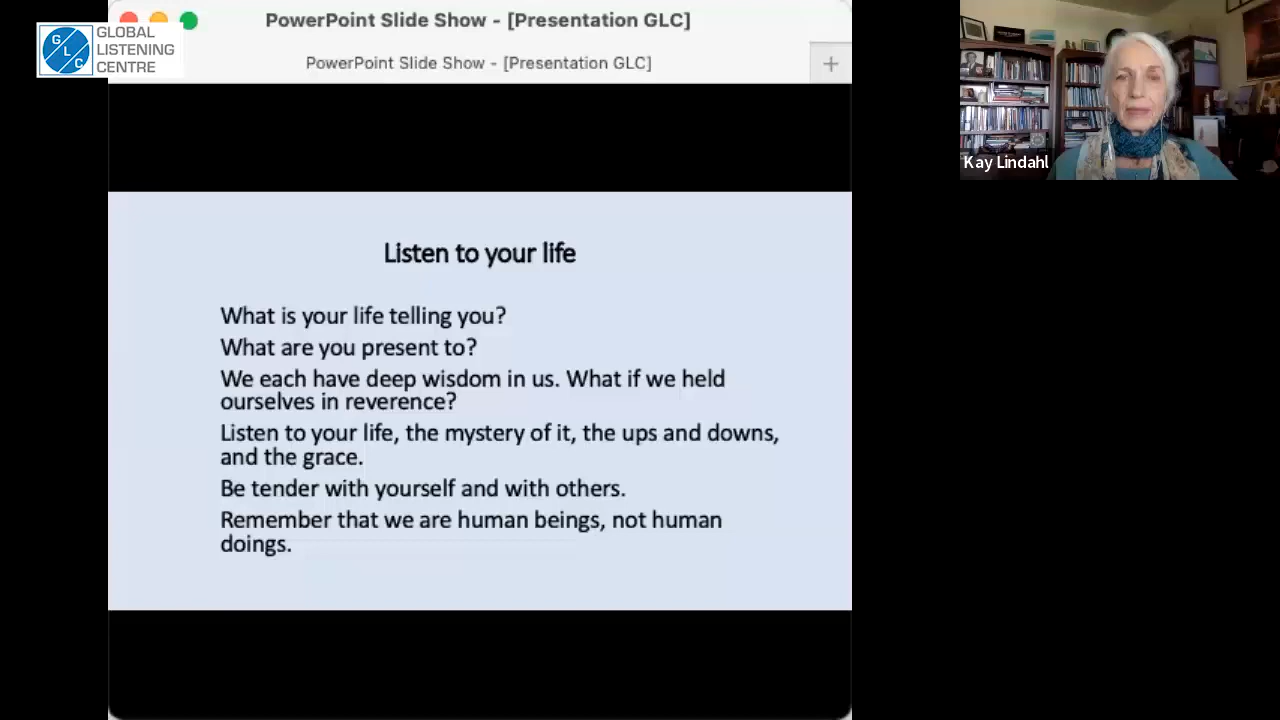 PowerPoint Slide Show - [Presentation GLC]
GLC
GLOBAL
LISTENING
CENTRE
PowerPoint Slide Show - [Presentation GLC]
Kay Lindahl
Listen to your life
What is your life telling you?
What are you present to?
We each have deep wisdom in us. What if we held
ourselves in reverence?
Listen to your life, the mystery of it, the ups and downs,
and the grace.
Be tender with yourself and with others.
Remember that we are human beings, not human
doings.